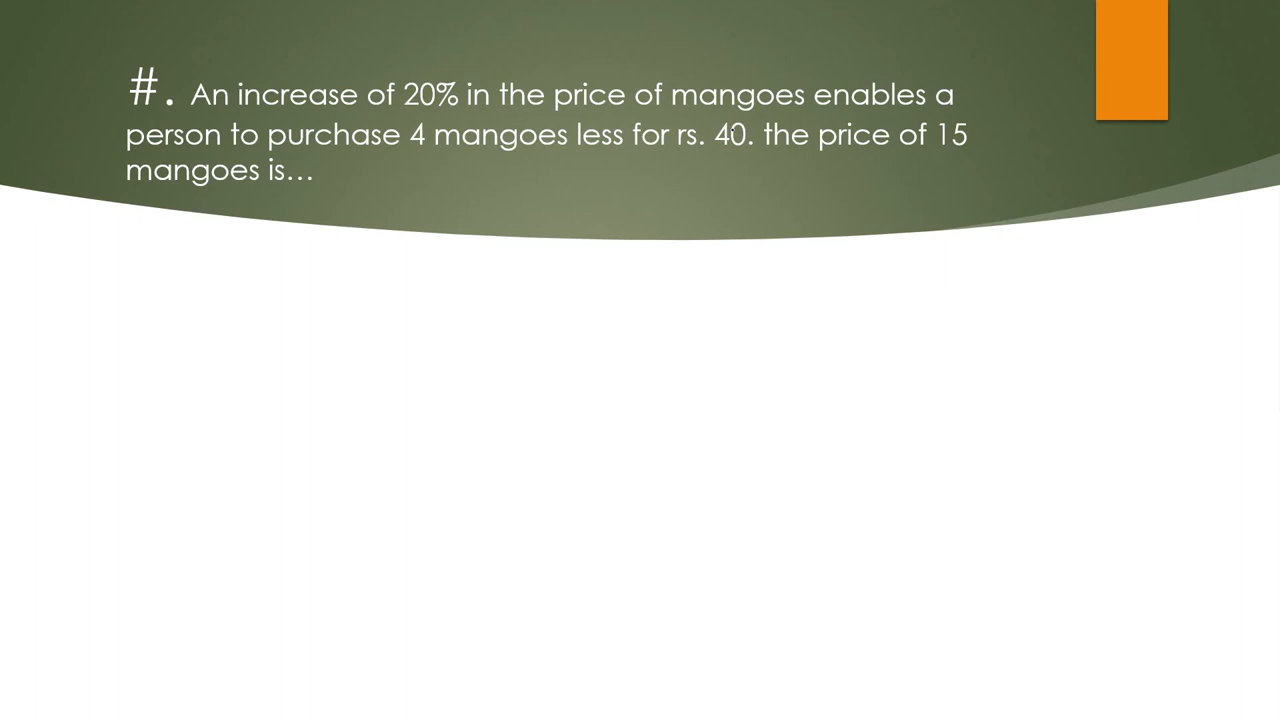 #. An increase of 20% in the price of mangoes enables a
person to purchase 4 mangoes less for rs. 40. the price of 15
mangoes is…